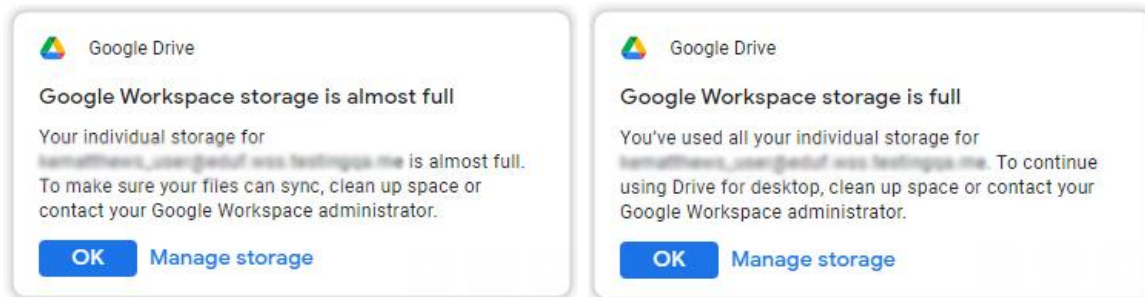 Google Drive
Google Workspace storage is almost full
Your individual storage for
is almost full.
To make sure your files can sync, clean up space or
contact your Google Workspace administrator.
OK Manage storage
Google Drive
Google Workspace storage is full
You've used all your individual storage for
. To continue
using Drive for desktop, clean up space or contact your
Google Workspace administrator.
OK Manage storage